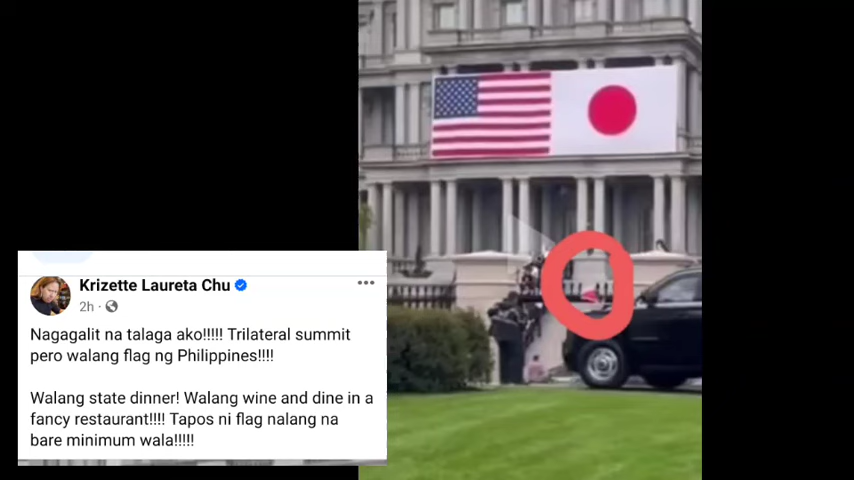 Krizette Laureta Chu
2h
Nagagalit na talaga ako!!!!! Trilateral summit
pero walang flag ng Philippines!!!!
Walang state dinner! Walang wine and dine in a
fancy restaurant!!!! Tapos ni flag nalang na
bare minimum wala!!!!!